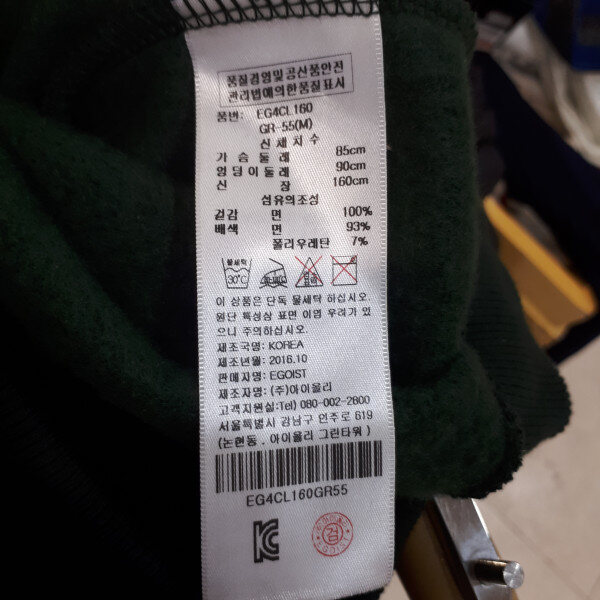 품질경영및 공산품안전
관리법에의한품질표시
품번: EG4CL160
GR-55(M)
신 체 치 수
가 슴 둘 레 85cm
엉덩이둘레 90cm
신 장 160cm
섬유의조성
겉감 면 100%
배색 면 93%
폴리우레탄 7%
물세탁
30℃
이 상품은 단독 물세탁 하십시오.
원단 특성상 표면 이염 우려가 있
으니 주의하십시오.
제조국명: KOREA
제조년월: 2016.10
판매자명: EGOIST
제조자명: (주)아이올리
고객지원실:Tel) 080-002-2800
서울특별시 강남구 언주로 619
(논현동 . 아이올리 그린타워 )
EG4CL160GR55
KC
검